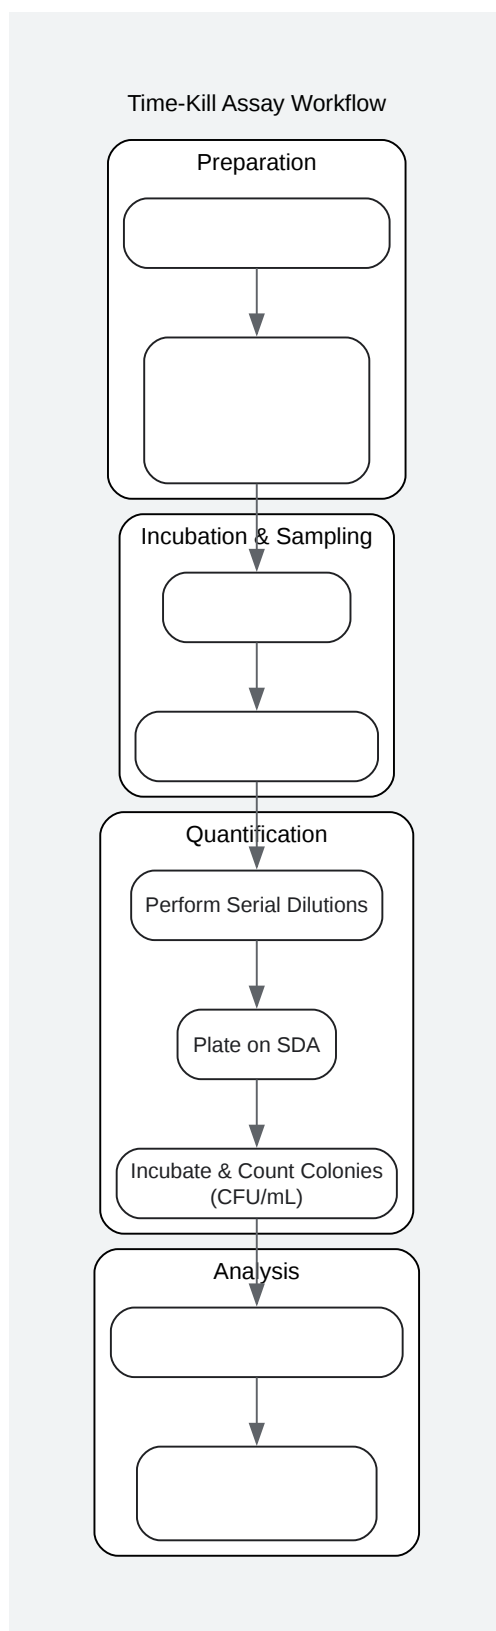 Time-Kill Assay Workflow
Preparation
Incubation & Sampling
Quantification
Perform Serial Dilutions
Plate on SDA
Incubate & Count Colonies
(CFU/mL)
Analysis